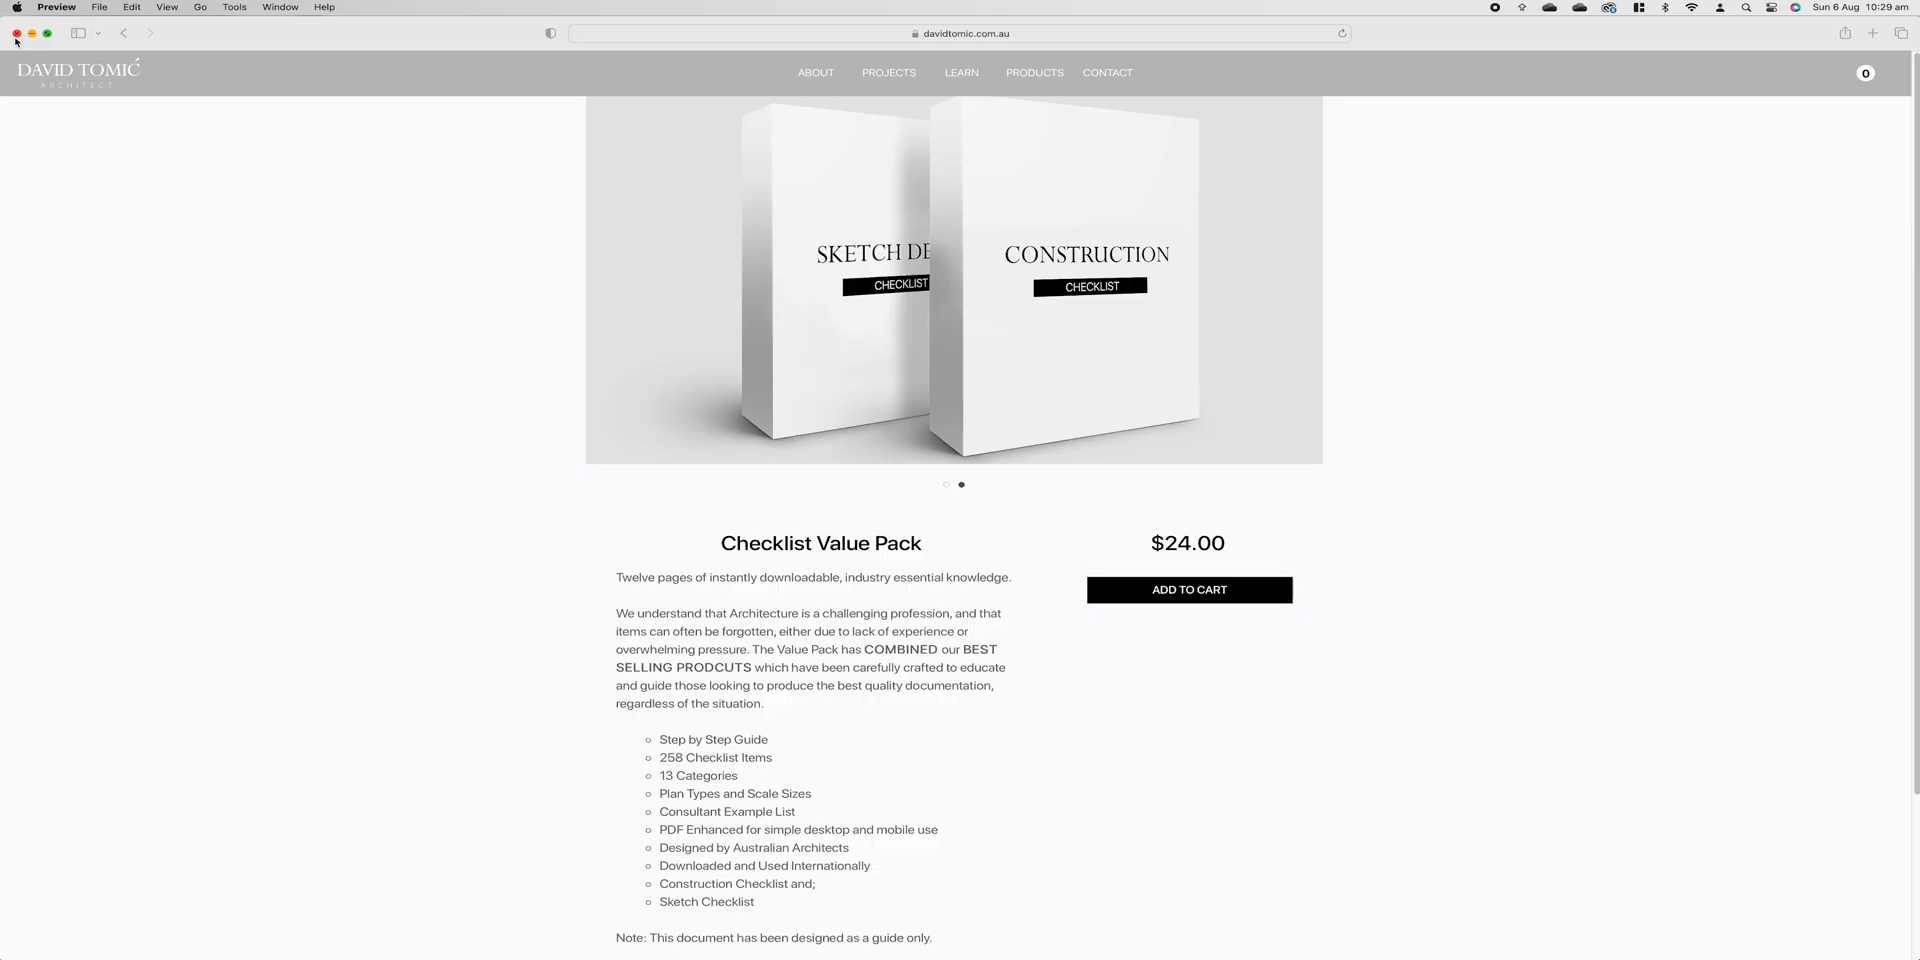 Preview File Edit View Go Tools Window Help Sun 6 Aug 10:29 am
davidtomic.com.au
DAVID TOMIĆ
ARCHITECT
ABOUT PROJECTS LEARN PRODUCTS CONTACT 0
SKETCH DE CONSTRUCTION
CHECKLIST CHECKLIST
Checklist Value Pack $24.00
Twelve pages of instantly downloadable, industry essential knowledge.
ADD TO CART
We understand that Architecture is a challenging profession, and that
items can often be forgotten, either due to lack of experience or
overwhelming pressure. The Value Pack has COMBINED our BEST
SELLING PRODCUTS which have been carefully crafted to educate
and guide those looking to produce the best quality documentation,
regardless of the situation.
Step by Step Guide
258 Checklist Items
13 Categories
Plan Types and Scale Sizes
Consultant Example List
PDF Enhanced for simple desktop and mobile use
Designed by Australian Architects
Downloaded and Used Internationally
Construction Checklist and;
Sketch Checklist
Note: This document has been designed as a guide only.